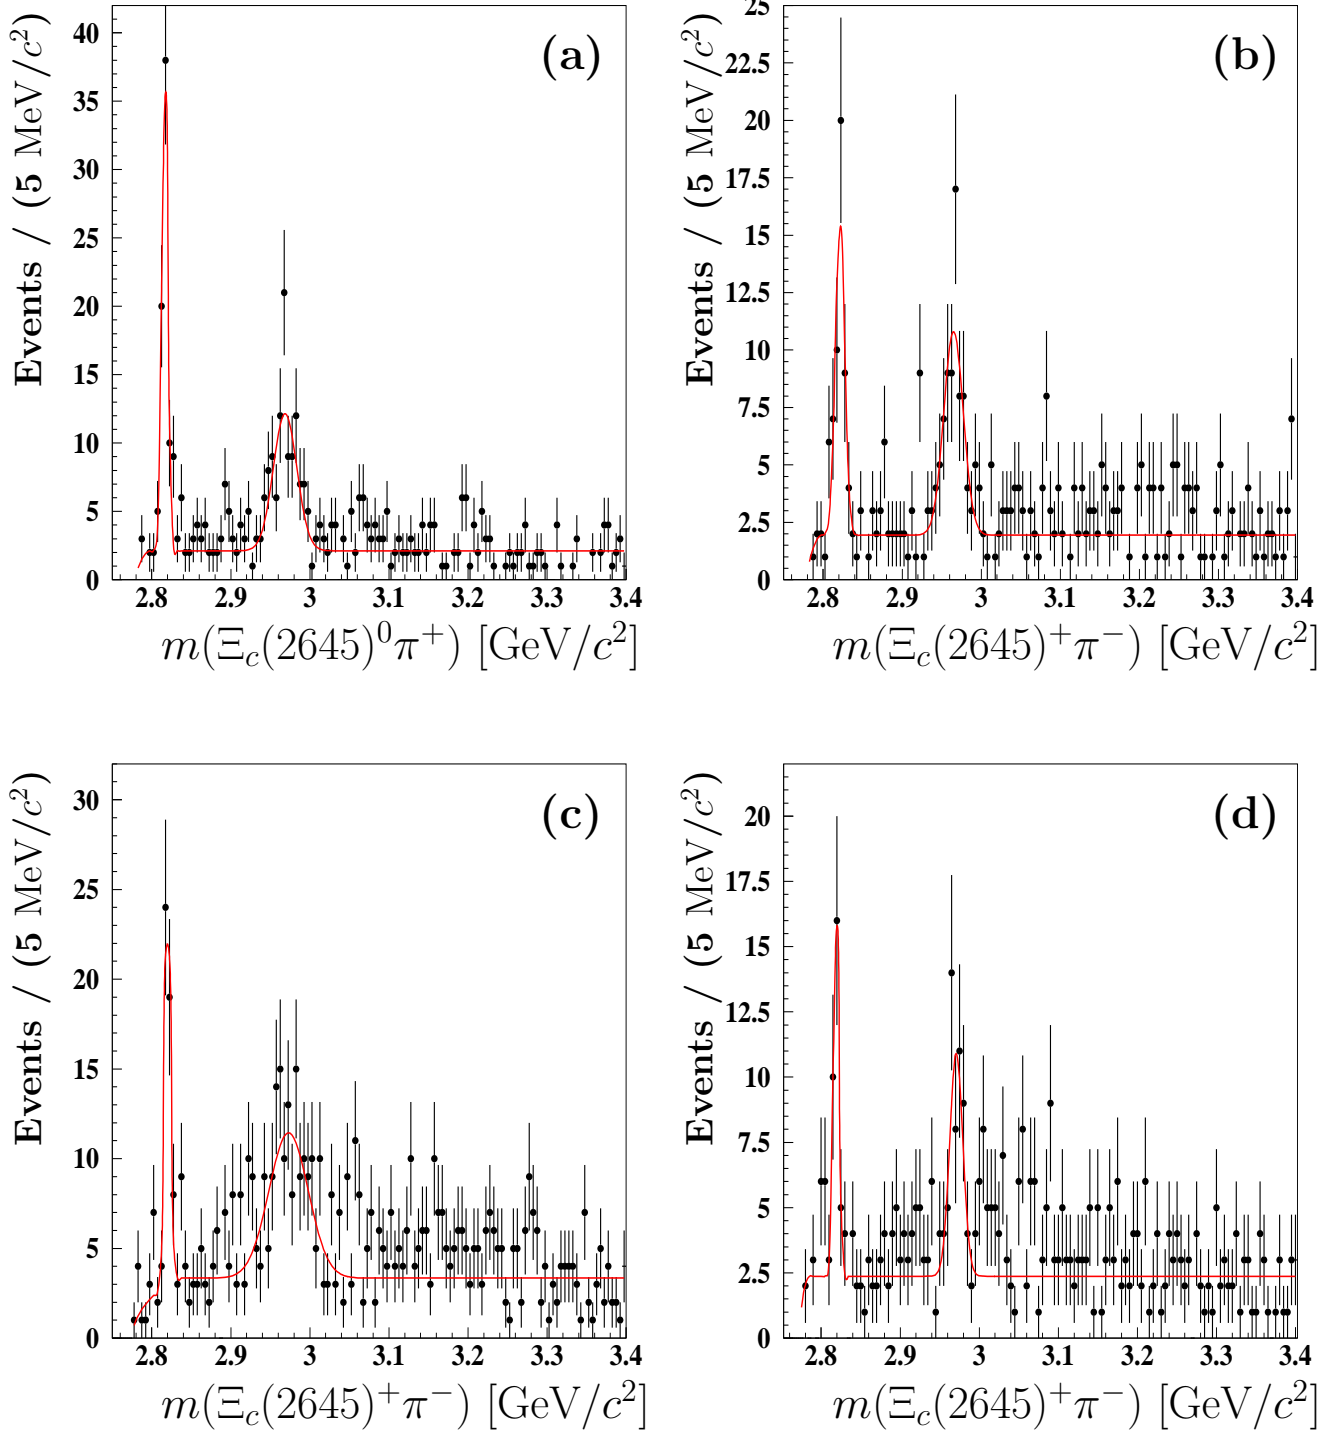 (a)
Events / (5 MeV/c²)
40
35
30
25
20
15
10
5
0
2.8 2.9 3 3.1 3.2 3.3 3.4
m(Ξc(2645)⁰π⁺) [GeV/c²]
(b)
Events / (5 MeV/c²)
25
22.5
20
17.5
15
12.5
10
7.5
5
2.5
0
2.8 2.9 3 3.1 3.2 3.3 3.4
m(Ξc(2645)⁺π⁻) [GeV/c²]
(c)
Events / (5 MeV/c²)
30
25
20
15
10
5
0
2.8 2.9 3 3.1 3.2 3.3 3.4
m(Ξc(2645)⁺π⁻) [GeV/c²]
(d)
Events / (5 MeV/c²)
20
17.5
15
12.5
10
7.5
5
2.5
0
2.8 2.9 3 3.1 3.2 3.3 3.4
m(Ξc(2645)⁺π⁻) [GeV/c²]